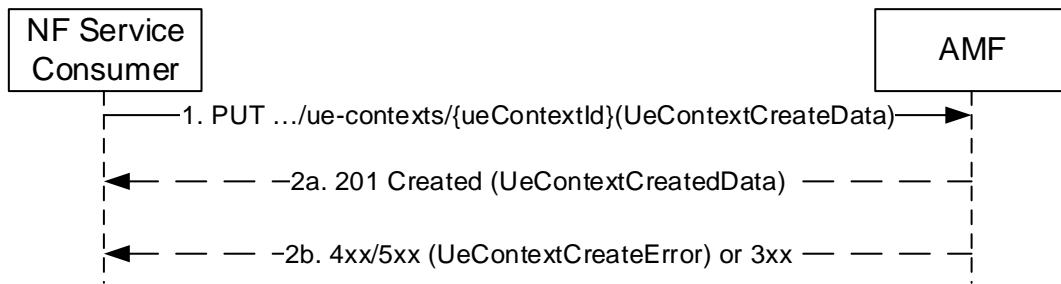 NF Service
Consumer
AMF
1. PUT …/ue-contexts/{ueContextId}(UeContextCreateData)
2a. 201 Created (UeContextCreatedData)
2b. 4xx/5xx (UeContextCreateError) or 3xx